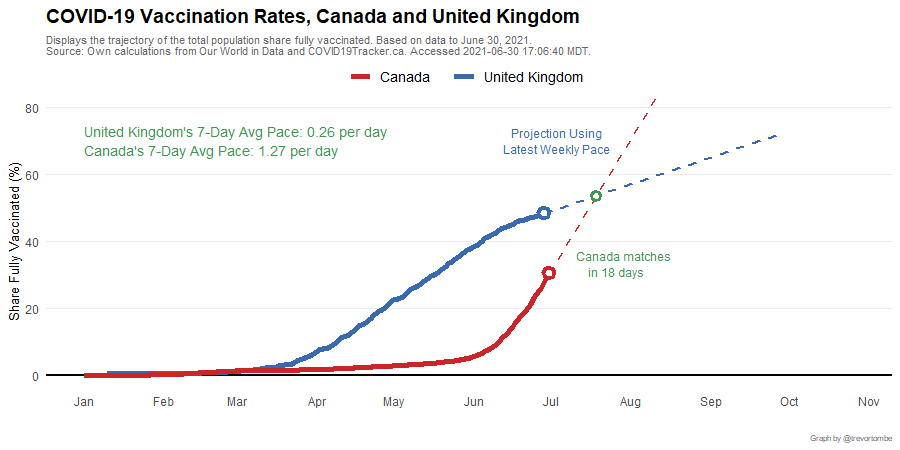 COVID-19 Vaccination Rates, Canada and United Kingdom
Displays the trajectory of the total population share fully vaccinated. Based on data to June 30, 2021.
Source: Own calculations from Our World in Data and COVID19Tracker.ca. Accessed 2021-06-30 17:06:40 MDT.
Canada United Kingdom
80
United Kingdom's 7-Day Avg Pace: 0.26 per day
Canada's 7-Day Avg Pace: 1.27 per day
Projection Using
Latest Weekly Pace
60
Share Fully Vaccinated (%)
40
Canada matches
in 18 days
20
0
Jan Feb Mar Apr May Jun Jul Aug Sep Oct Nov
Graph by @trevortombe